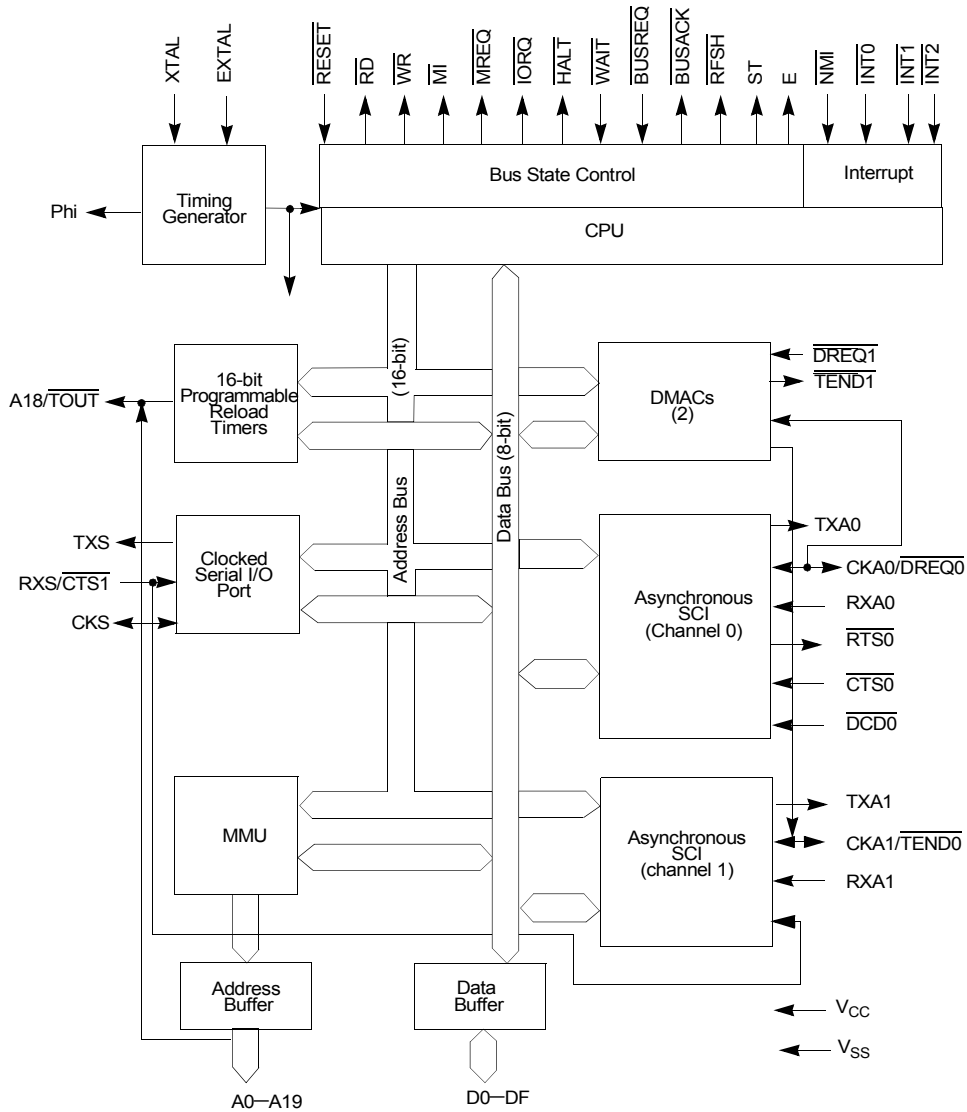 XTAL
EXTAL
RESET
RD
WR
MI
MREQ
IORQ
HALT
WAIT
BUSREQ
BUSACK
RFSH
ST
E
NMI
INT0
INT1
INT2
Phi
Timing
Generator
Bus State Control
Interrupt
CPU
(16-bit)
Address Bus
Data Bus (8-bit)
A18/TOUT
16-bit
Programmable
Reload
Timers
DMACs
(2)
DREQ1
TEND1
TXS
RXS/CTS1
CKS
Clocked
Serial I/O
Port
Asynchronous
SCI
(Channel 0)
TXA0
CKA0/DREQ0
RXA0
RTS0
CTS0
DCD0
MMU
Asynchronous
SCI
(channel 1)
TXA1
CKA1/TEND0
RXA1
Address
Buffer
Data
Buffer
VCC
VSS
A0—A19
D0—DF